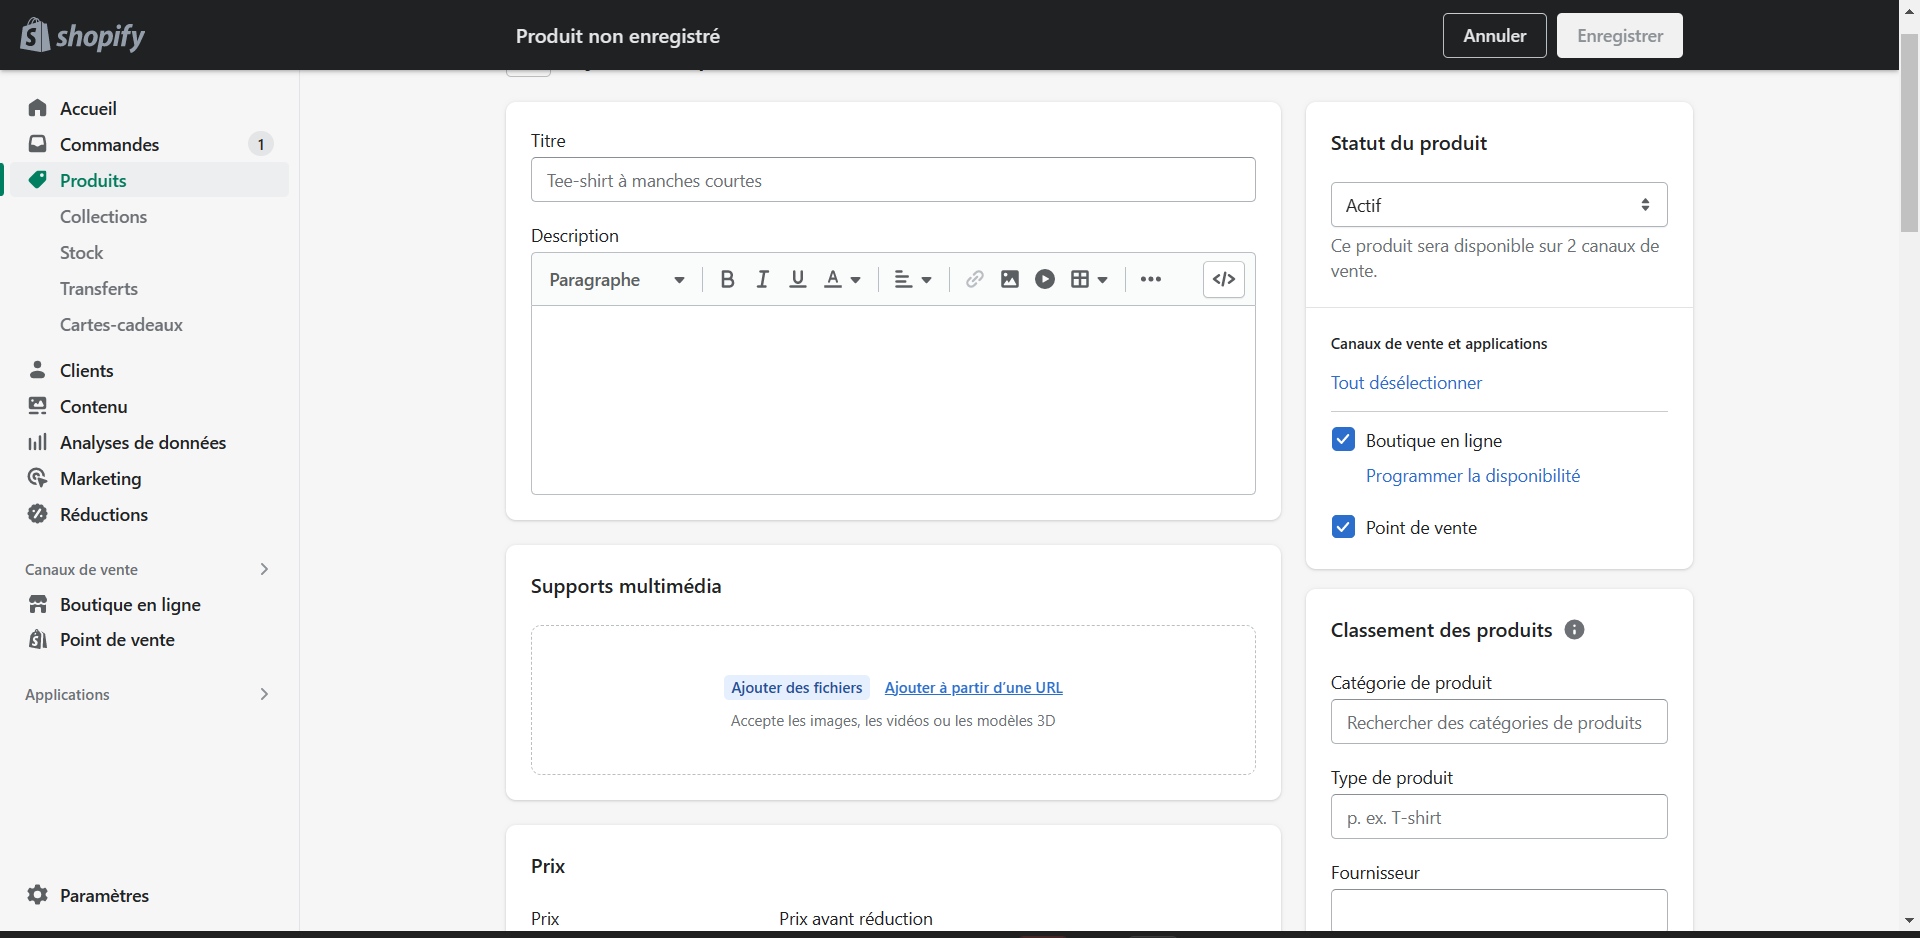 shopify
Produit non enregistré
Annuler
Enregistrer
Accueil
Commandes
1
Produits
Collections
Stock
Transferts
Cartes-cadeaux
Clients
Contenu
Analyses de données
Marketing
Réductions
Canaux de vente
Boutique en ligne
Point de vente
Applications
Paramètres
Titre
Tee-shirt à manches courtes
Description
Paragraphe
B I U A
</>
Supports multimédia
Ajouter des fichiers
Ajouter à partir d’une URL
Accepte les images, les vidéos ou les modèles 3D
Prix
Prix
Prix avant réduction
Statut du produit
Actif
Ce produit sera disponible sur 2 canaux de
vente.
Canaux de vente et applications
Tout désélectionner
Boutique en ligne
Programmer la disponibilité
Point de vente
Classement des produits
Catégorie de produit
Rechercher des catégories de produits
Type de produit
p. ex. T-shirt
Fournisseur